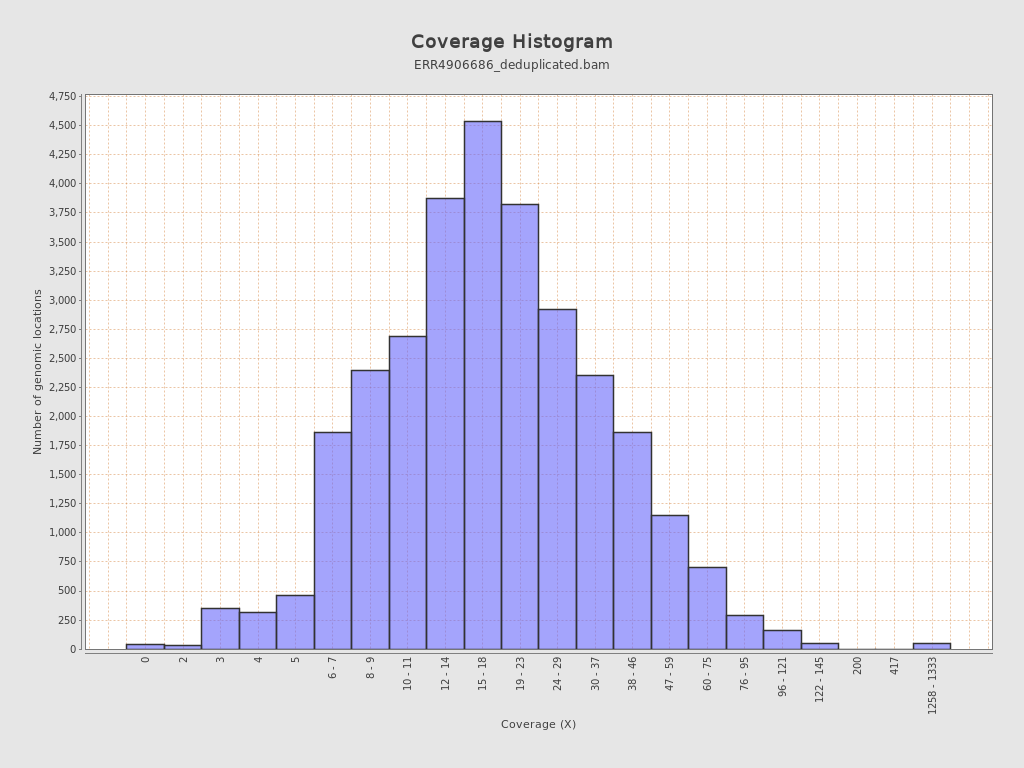 Coverage Histogram
ERR4906686_deduplicated.bam
Number of genomic locations
4,750
4,500
4,250
4,000
3,750
3,500
3,250
3,000
2,750
2,500
2,250
2,000
1,750
1,500
1,250
1,000
750
500
250
0
0
2
3
4
5
6 - 7
8 - 9
10 - 11
12 - 14
15 - 18
19 - 23
24 - 29
30 - 37
38 - 46
47 - 59
60 - 75
76 - 95
96 - 121
122 - 145
200
417
1258 - 1333
Coverage (X)